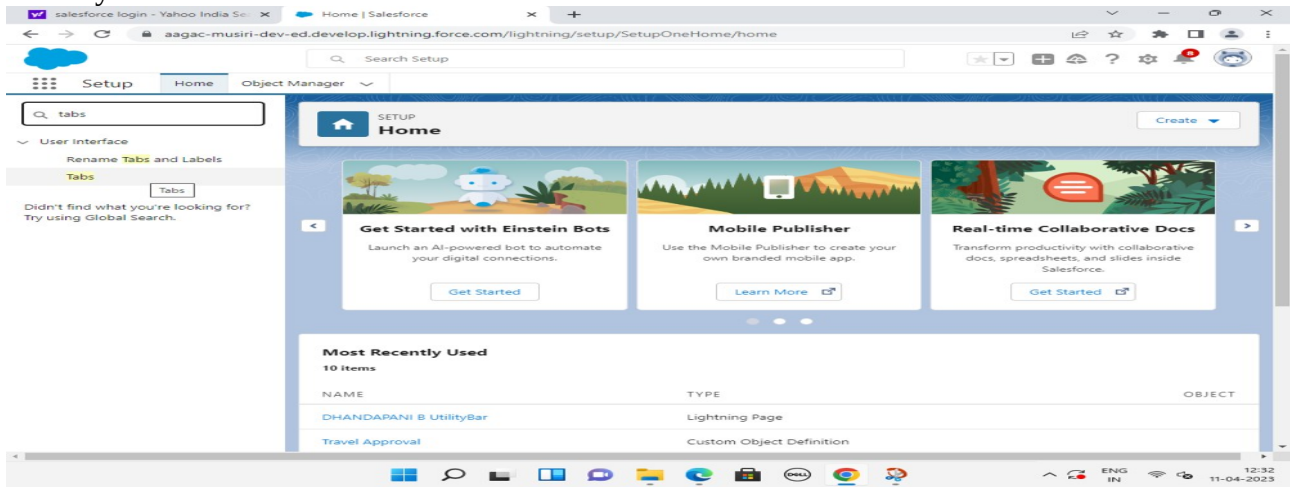 salesforce login - Yahoo India Se
Home | Salesforce
aagac-musiri-dev-ed.develop.lightning.force.com/lightning/setup/SetupOneHome/home
Search Setup
Setup
Home
Object Manager
tabs
User Interface
Rename Tabs and Labels
Tabs
Tabs
Didn't find what you're looking for?
Try using Global Search.
SETUP
Home
Create
Get Started with Einstein Bots
Launch an AI-powered bot to automate
your digital connections.
Get Started
Mobile Publisher
Use the Mobile Publisher to create your
own branded mobile app.
Learn More
Real-time Collaborative Docs
Transform productivity with collaborative
docs, spreadsheets, and slides inside
Salesforce.
Get Started
Most Recently Used
10 items
NAME TYPE OBJECT
DHANDAPANI B UtilityBar Lightning Page
Travel Approval Custom Object Definition
DELL
ENG
IN
12:32
11-04-2023